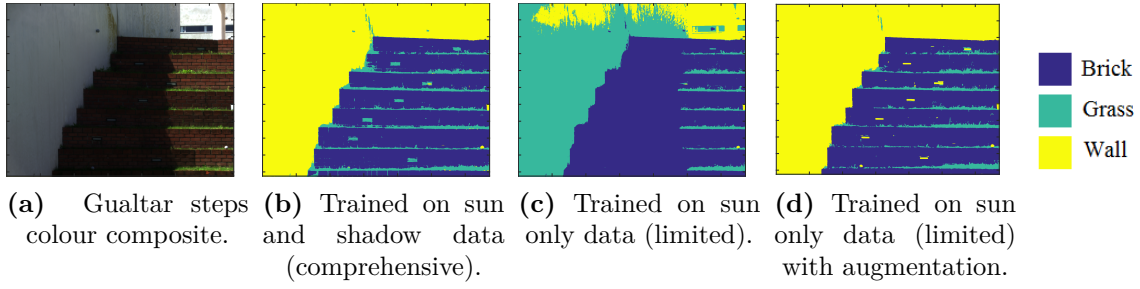 Brick
Grass
Wall
(a) Gualtar steps
colour composite.
(b) Trained on sun
and shadow data
(comprehensive).
(c) Trained on sun
only data (limited).
(d) Trained on sun
only data (limited)
with augmentation.